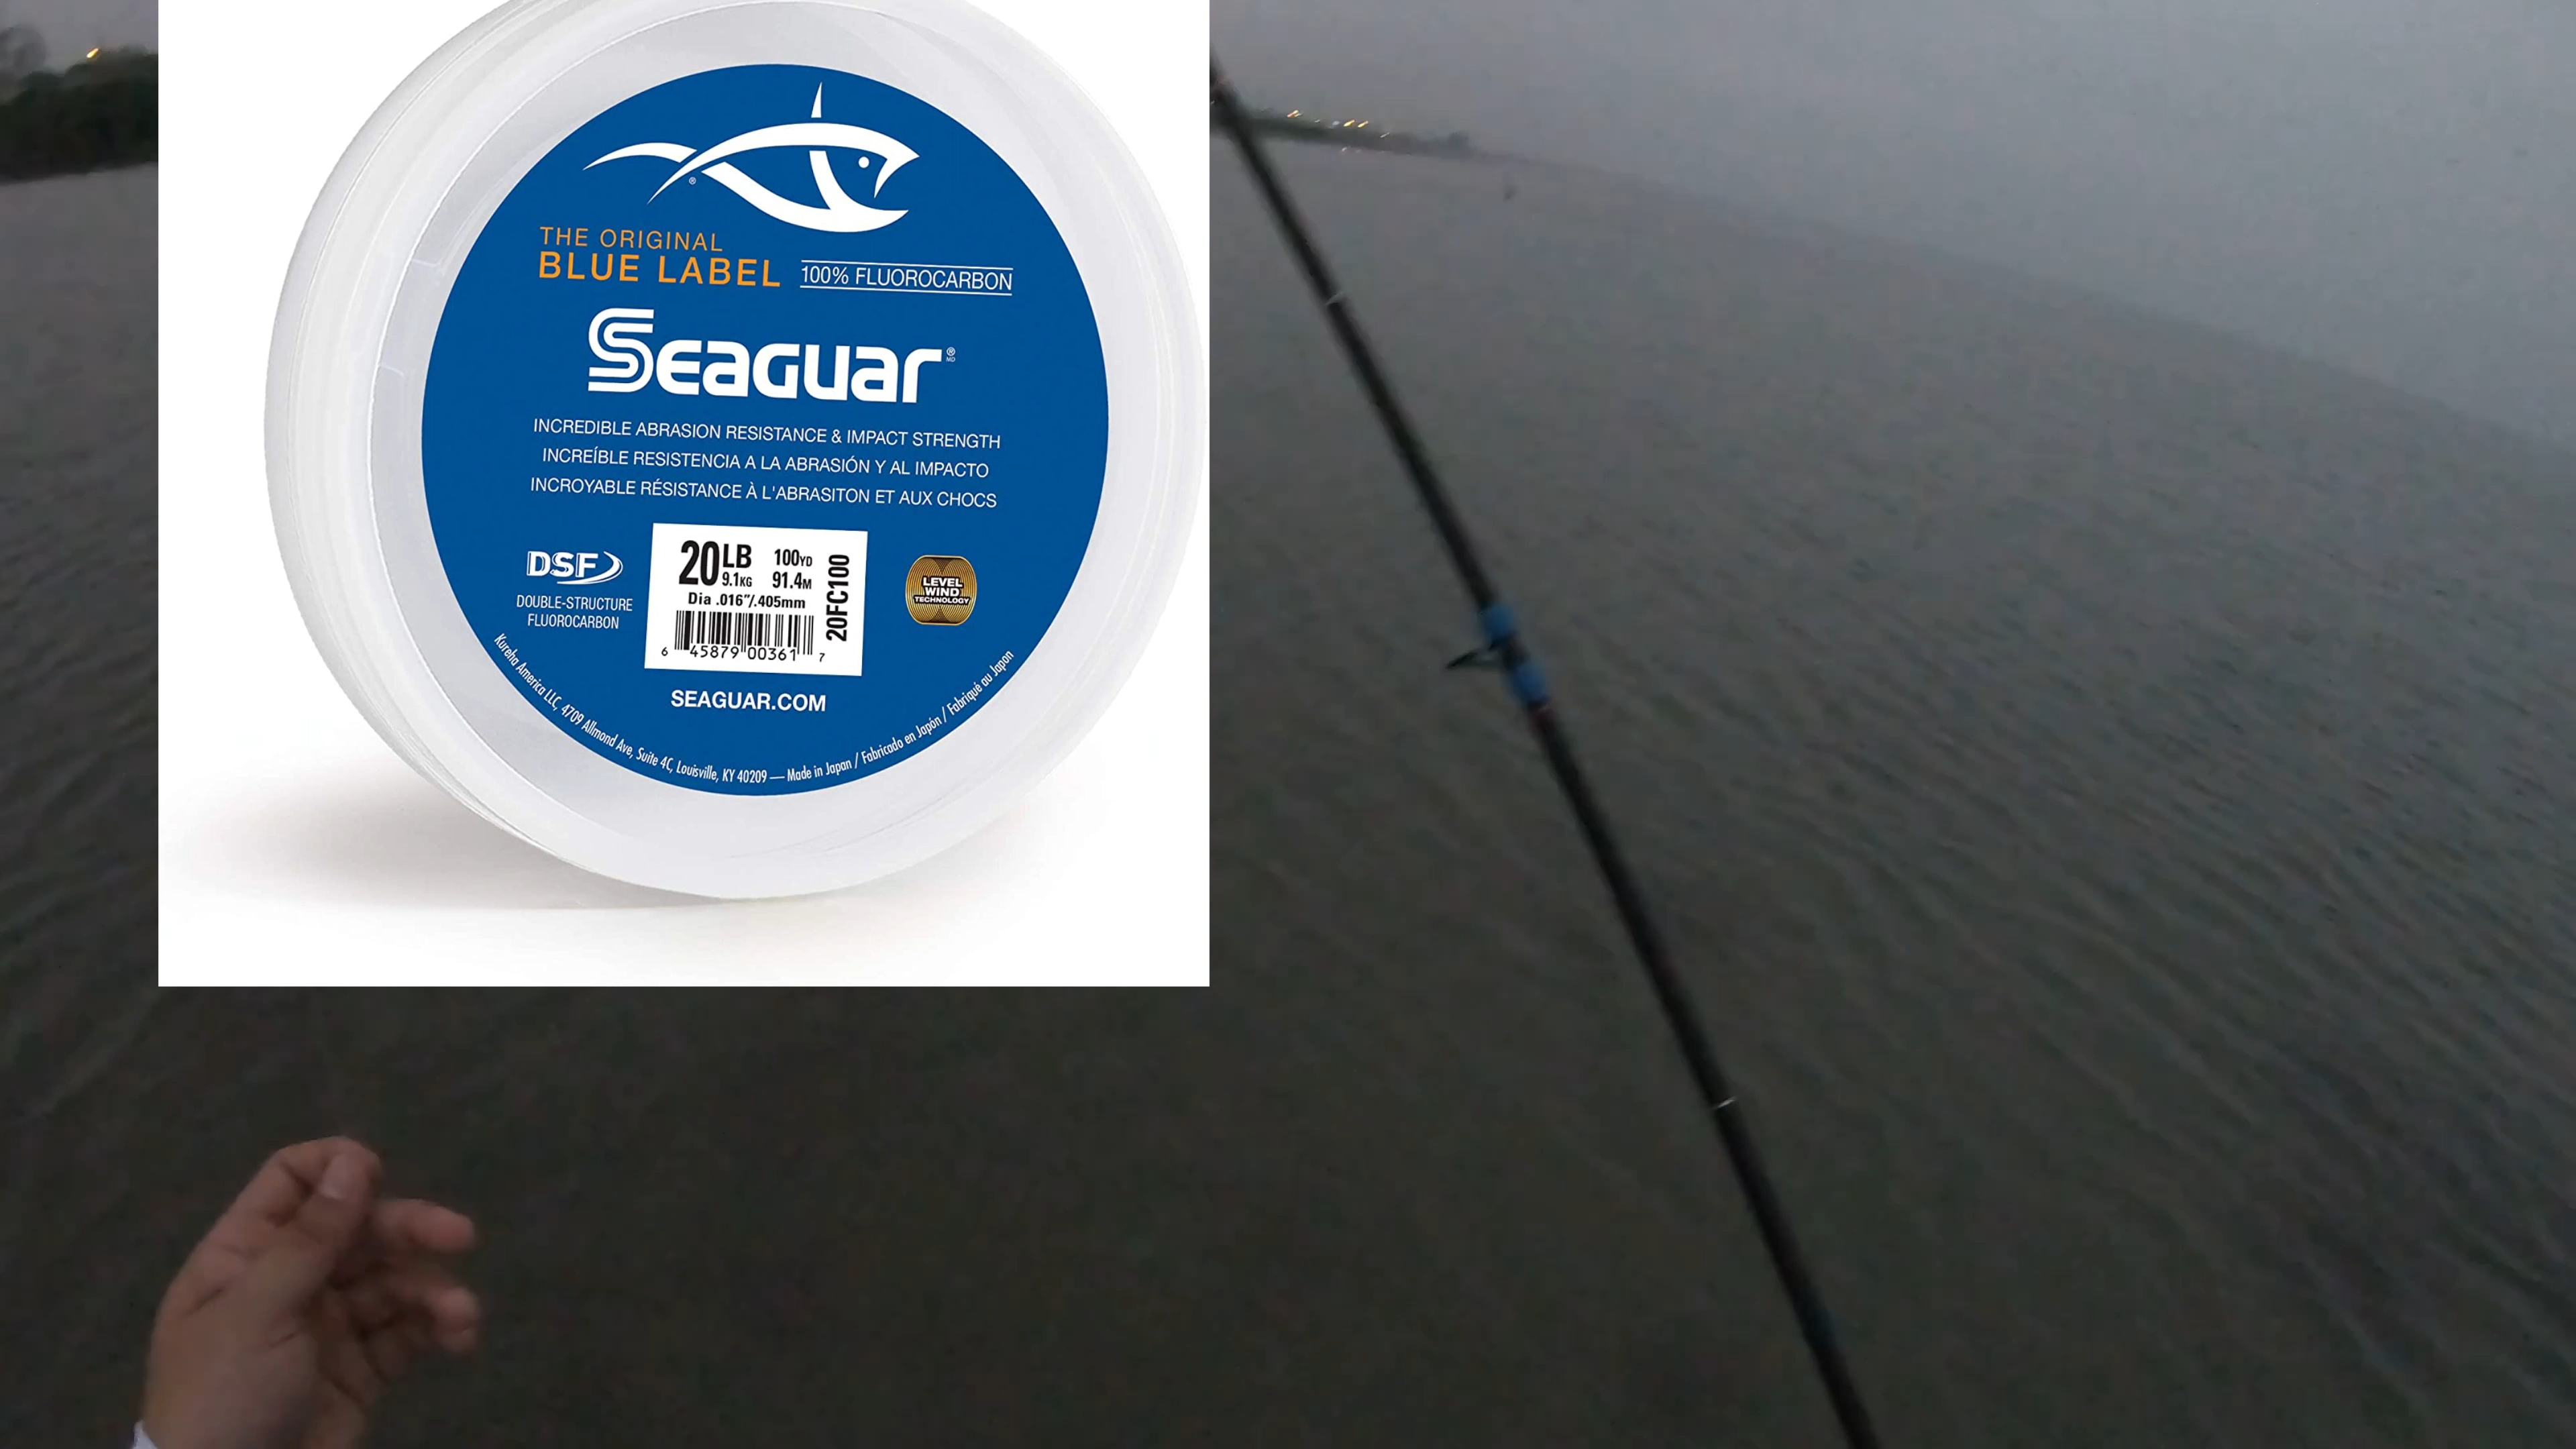 THE ORIGINAL
BLUE LABEL
100% FLUOROCARBON
SEAGUAR®
MD
INCREDIBLE ABRASION RESISTANCE & IMPACT STRENGTH
INCREÍBLE RESISTENCIA A LA ABRASIÓN Y AL IMPACTO
INCROYABLE RÉSISTANCE À L'ABRASITON ET AUX CHOCS
DSF
DOUBLE-STRUCTURE
FLUOROCARBON
20LB 100YD
9.1KG 91.4M
Dia .016"/.405mm
20FC100
6 45879 00361 7
LEVEL
WIND
TECHNOLOGY
SEAGUAR.COM
Kureha America LLC, 4709 Allmond Ave, Suite 4C, Louisville, KY 40209 — Made in Japan / Fabricado en Japón / Fabriqué au Japon